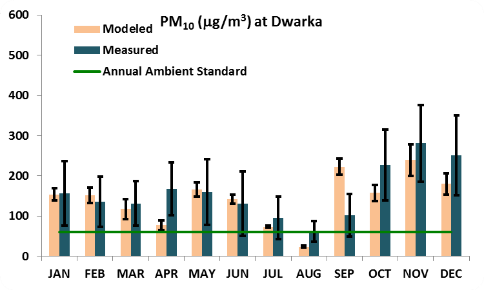 PM10 (µg/m³) at Dwarka
600
500
400
300
200
100
0
Modeled
Measured
Annual Ambient Standard
JAN FEB MAR APR MAY JUN JUL AUG SEP OCT NOV DEC